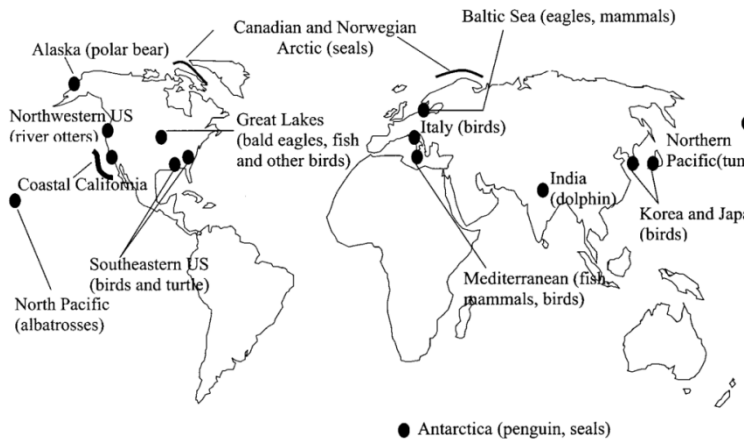 Baltic Sea (eagles, mammals)
Canadian and Norwegian
Arctic (seals)
Alaska (polar bear)
Northwestern US
(river otters)
Great Lakes
(bald eagles, fish
and other birds)
Italy (birds)
Northern
Pacific(tun
Coastal California
India
(dolphin)
Korea and Japa
(birds)
Southeastern US
(birds and turtle)
Mediterranean (fish,
mammals, birds)
North Pacific
(albatrosses)
Antarctica (penguin, seals)